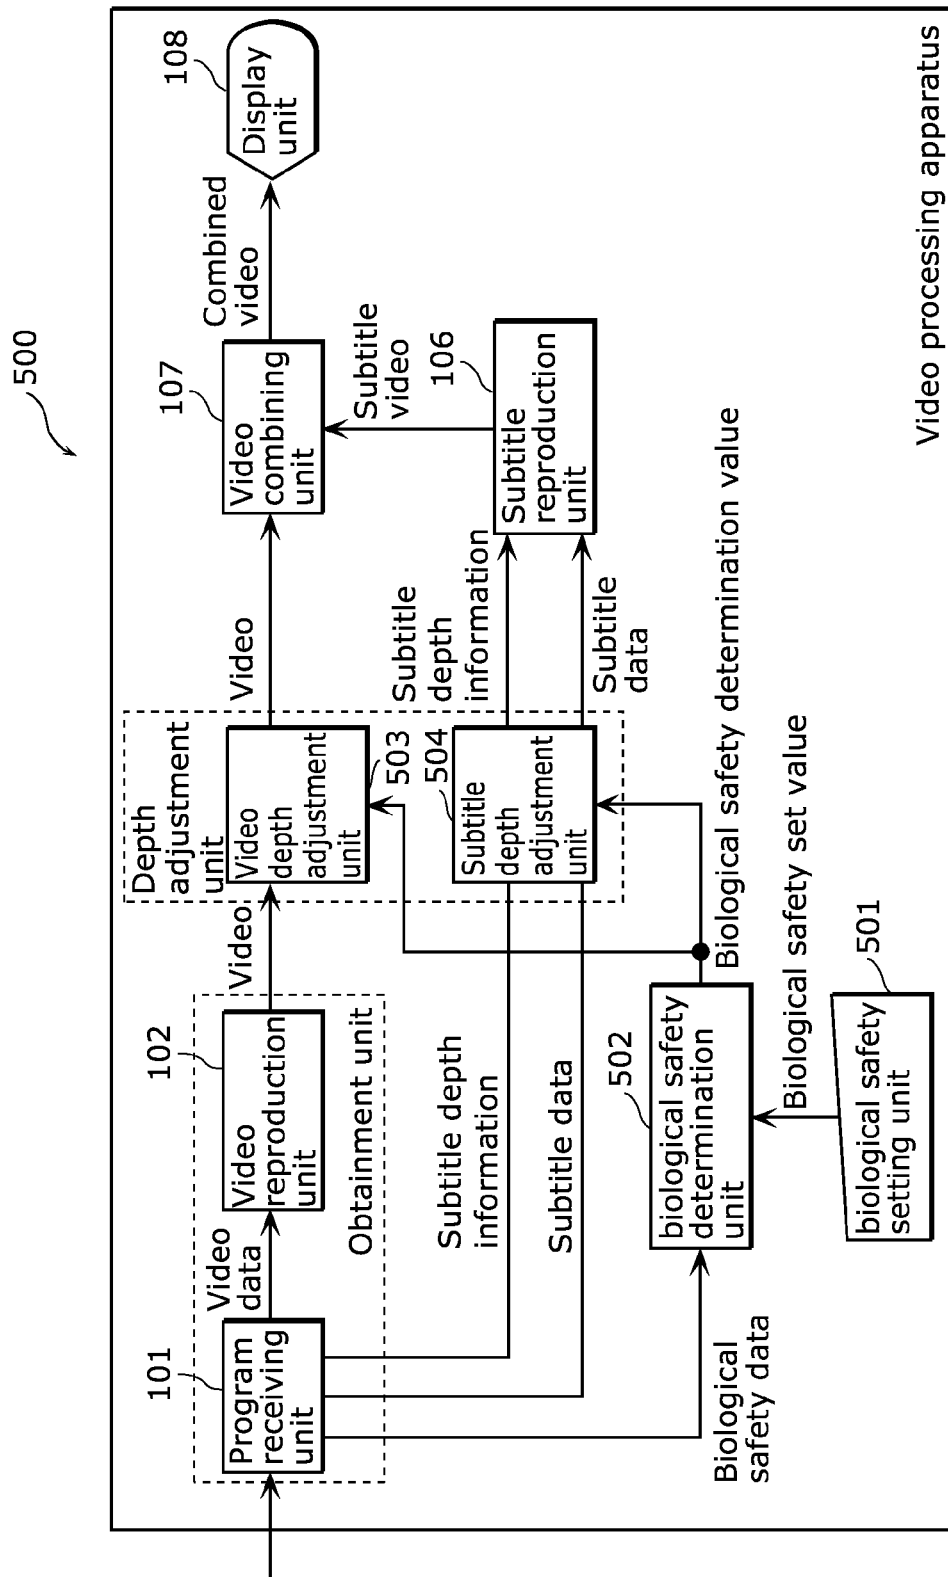 500
101
Program
receiving
unit
Video
data
102
Video
reproduction
unit
Obtainment unit
Video
Depth
adjustment
unit
Video
depth
adjustment
unit
503
Video
107
Video
combining
unit
Combined
video
108
Display
unit
Subtitle
video
Subtitle depth
information
Subtitle data
504
Subtitle
depth
adjustment
unit
Subtitle
depth
information
Subtitle
data
106
Subtitle
reproduction
unit
Biological
safety data
502
biological safety
determination
unit
Biological safety determination value
Biological safety set value
501
biological safety
setting unit
Video processing apparatus